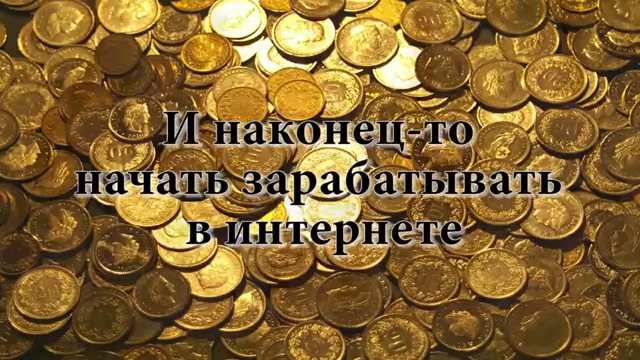 И наконец-то
начать зарабатывать
в интернете